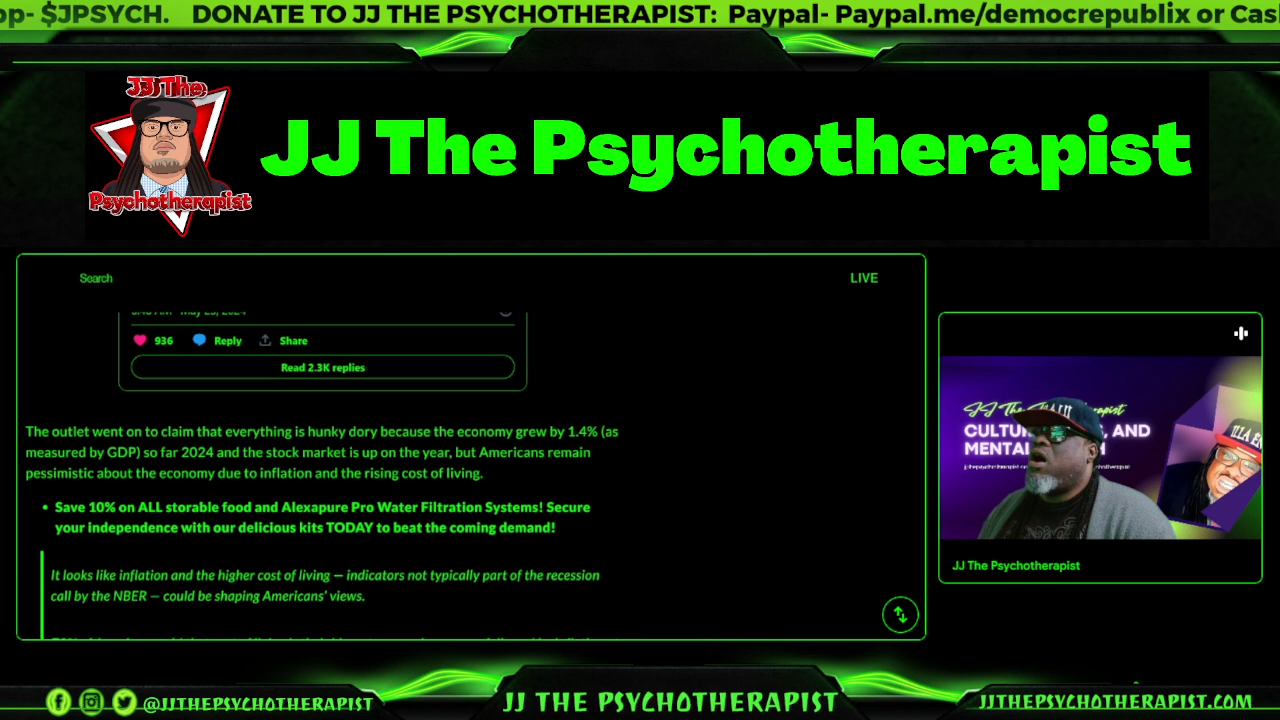 op- $JPSYCH. DONATE TO JJ THE PSYCHOTHERAPIST: Paypal- Paypal.me/democrepublix or Cas
JJ The
Psychotherapist
JJ The Psychotherapist
Search
LIVE
936 Reply Share
Read 2.3K replies
The outlet went on to claim that everything is hunky dory because the economy grew by 1.4% (as
measured by GDP) so far 2024 and the stock market is up on the year, but Americans remain
pessimistic about the economy due to inflation and the rising cost of living.
• Save 10% on ALL storable food and Alexapure Pro Water Filtration Systems! Secure
your independence with our delicious kits TODAY to beat the coming demand!
It looks like inflation and the higher cost of living — indicators not typically part of the recession
call by the NBER — could be shaping Americans' views.
JJ The
CULTU AND
MENTA
JJ The Psychotherapist
@JJTHEPSYCHOTHERAPIST
JJ THE PSYCHOTHERAPIST
JJTHEPSYCHOTHERAPIST.COM